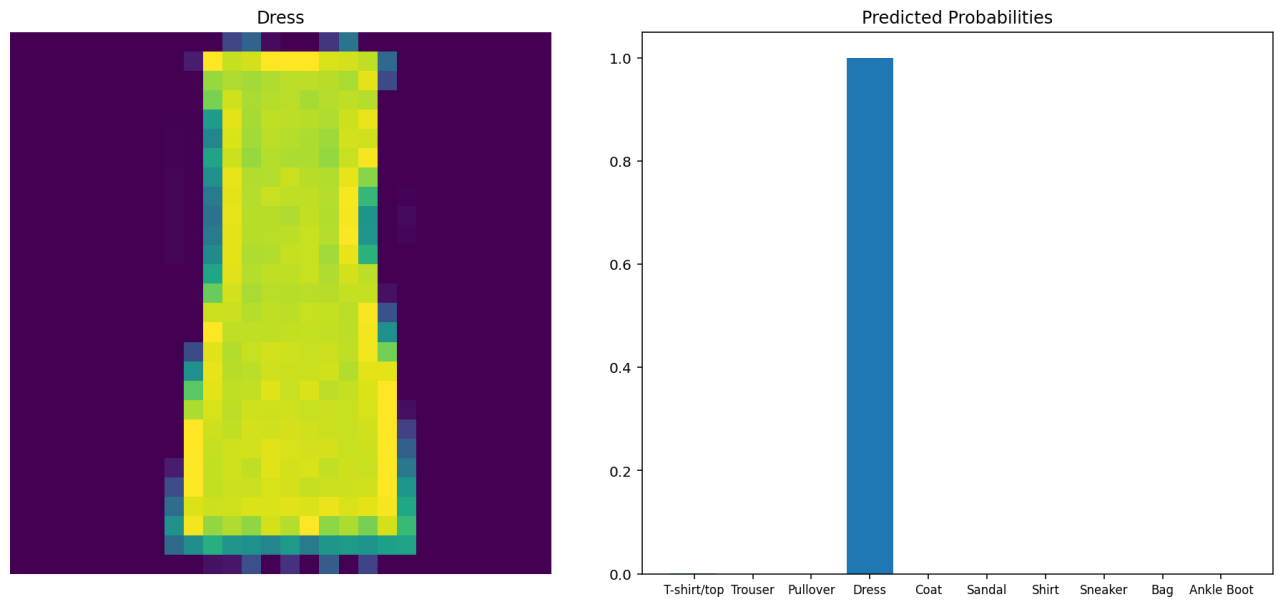 Dress
Predicted Probabilities
1.0
0.8
0.6
0.4
0.2
0.0
T-shirt/top Trouser Pullover Dress Coat Sandal Shirt Sneaker Bag Ankle Boot